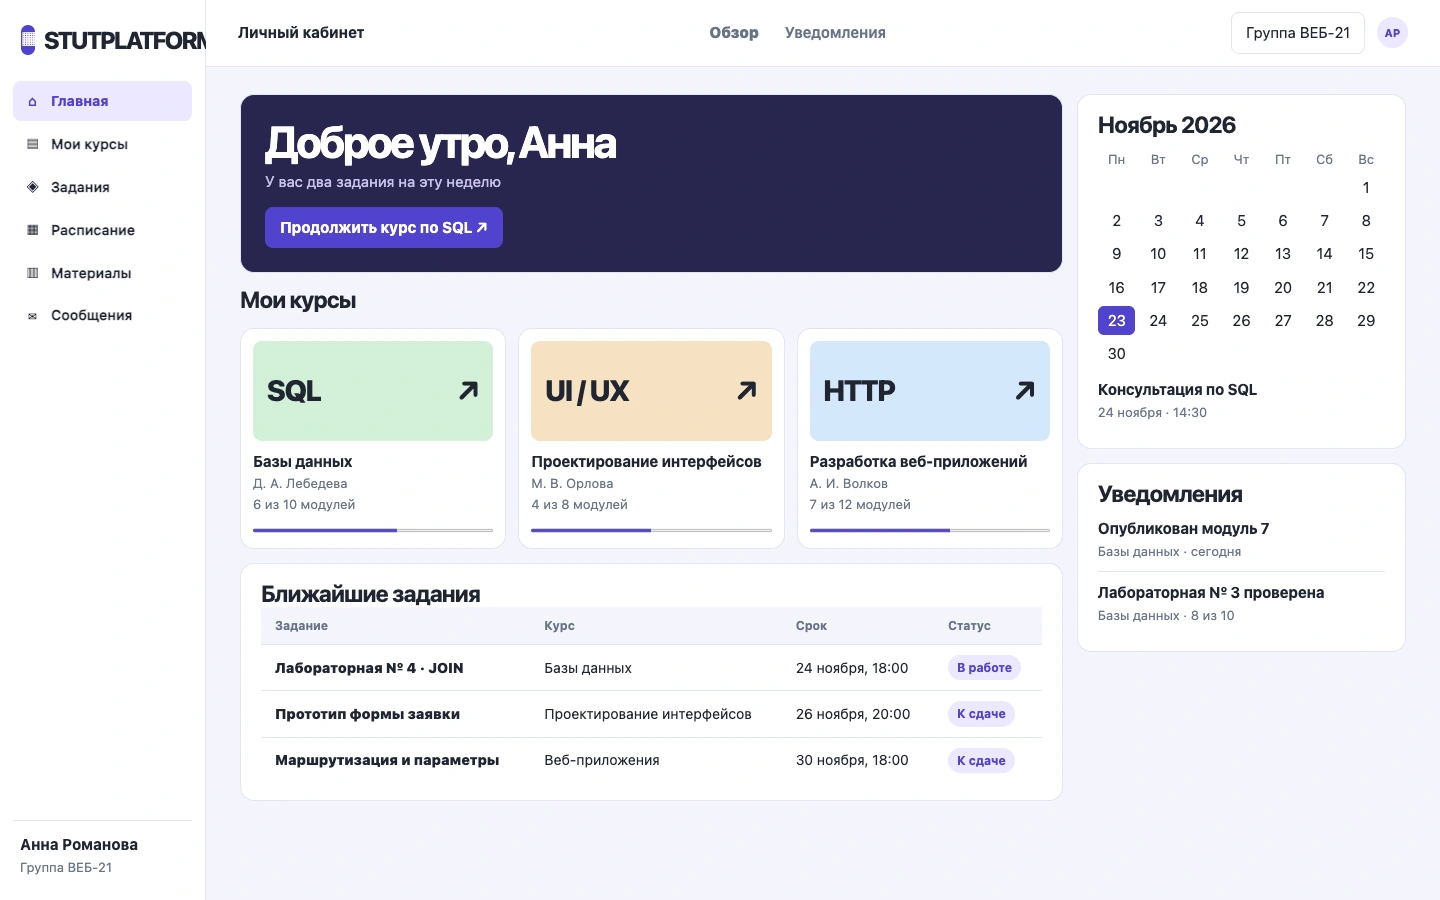 STUTPLATFORM
Главная
Мои курсы
Задания
Расписание
Материалы
Сообщения
Анна Романова
Группа ВЕБ-21
Личный кабинет
Обзор
Уведомления
Группа ВЕБ-21
АР
Доброе утро, Анна
У вас два задания на эту неделю
Продолжить курс по SQL ↗
Мои курсы
SQL ↗
Базы данных
Д. А. Лебедева
6 из 10 модулей
UI / UX ↗
Проектирование интерфейсов
М. В. Орлова
4 из 8 модулей
HTTP ↗
Разработка веб-приложений
А. И. Волков
7 из 12 модулей
Ближайшие задания
Задание Курс Срок Статус
Лабораторная № 4 · JOIN Базы данных 24 ноября, 18:00 В работе
Прототип формы заявки Проектирование интерфейсов 26 ноября, 20:00 К сдаче
Маршрутизация и параметры Веб-приложения 30 ноября, 18:00 К сдаче
Ноябрь 2026
Пн Вт Ср Чт Пт Сб Вс
1
2 3 4 5 6 7 8
9 10 11 12 13 14 15
16 17 18 19 20 21 22
23 24 25 26 27 28 29
30
Консультация по SQL
24 ноября · 14:30
Уведомления
Опубликован модуль 7
Базы данных · сегодня
Лабораторная № 3 проверена
Базы данных · 8 из 10